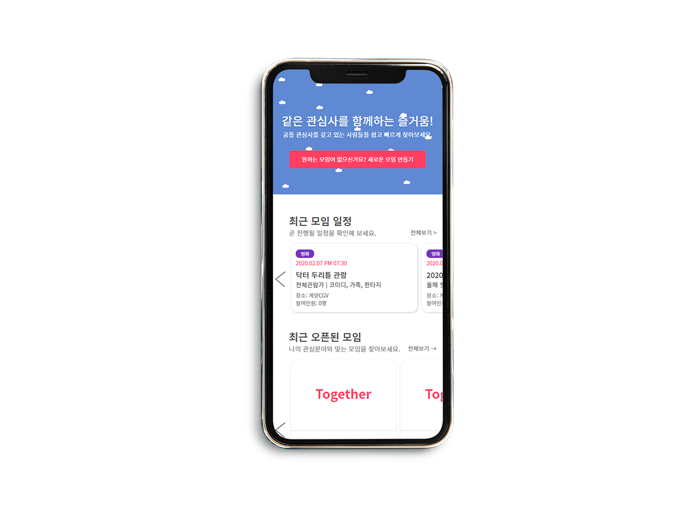 같은 관심사를 함께하는 즐거움!
공통 관심사를 갖고 있는 사람들을 쉽고 빠르게 찾아보세요.
원하는 모임이 없으신가요? 새로운 모임 만들기
최근 모임 일정
곧 진행될 일정을 확인해 보세요.
전체보기 >
영화
2020.02.07 PM 07:30
닥터 두리틀 관람
전체관람가 | 코미디, 가족, 판타지
장소: 계양CGV
참여인원: 0명
영화
2020.0
2020
올해 첫
장소: 계
참여인원
최근 오픈된 모임
나의 관심분야와 맞는 모임을 찾아보세요.
전체보기 →
Together
Tog